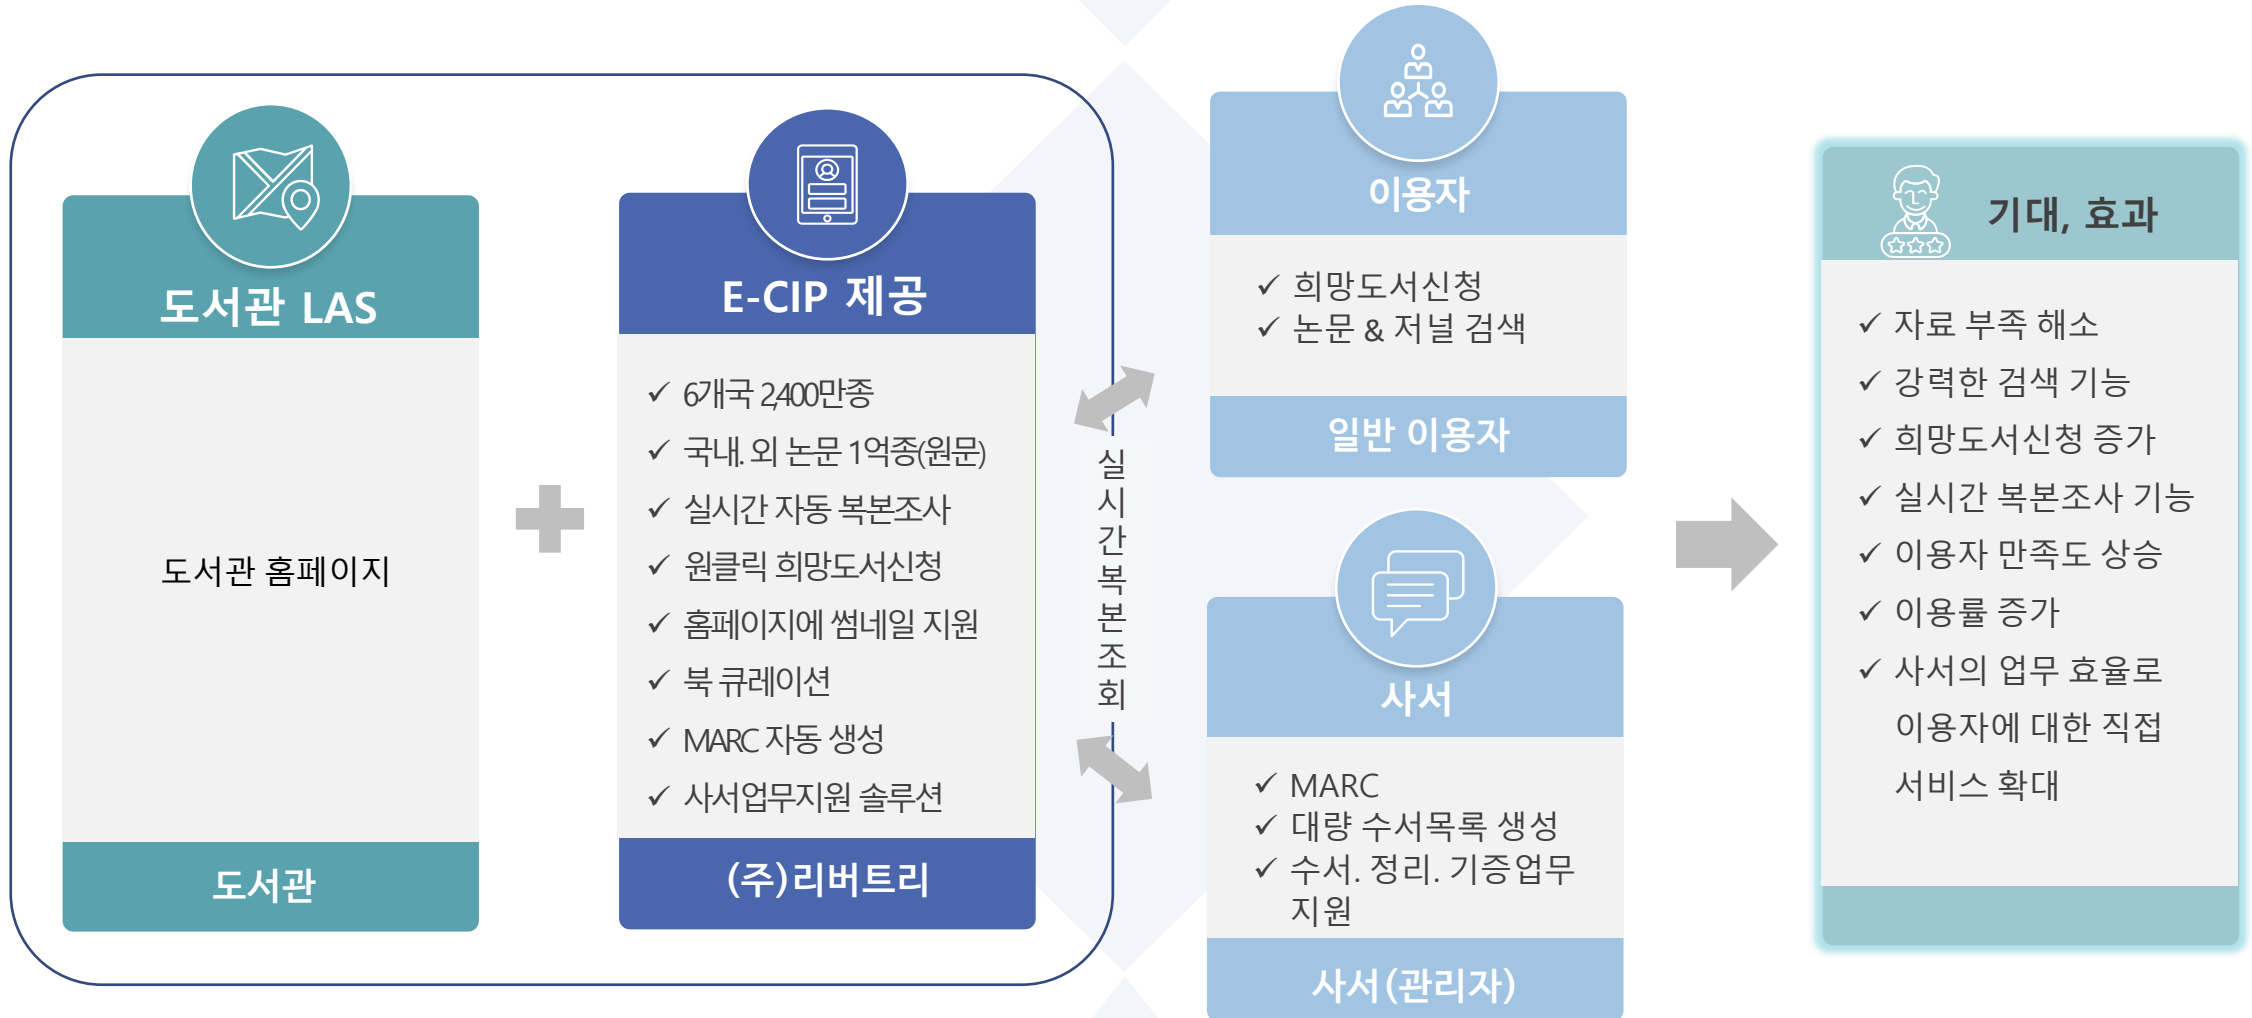 도서관 LAS
도서관 홈페이지
도서관
E-CIP 제공
✓ 6개국 2,400만종
✓ 국내. 외 논문 1억종(원문)
✓ 실시간 자동 복본조사
✓ 원클릭 희망도서신청
✓ 홈페이지에 썸네일 지원
✓ 북 큐레이션
✓ MARC 자동 생성
✓ 사서업무지원 솔루션
(주)리버트리
실시간복본조회
이용자
✓ 희망도서신청
✓ 논문 & 저널 검색
일반 이용자
사서
✓ MARC
✓ 대량 수서목록 생성
✓ 수서. 정리. 기증업무
지원
사서(관리자)
기대, 효과
✓ 자료 부족 해소
✓ 강력한 검색 기능
✓ 희망도서신청 증가
✓ 실시간 복본조사 기능
✓ 이용자 만족도 상승
✓ 이용률 증가
✓ 사서의 업무 효율로
이용자에 대한 직접
서비스 확대